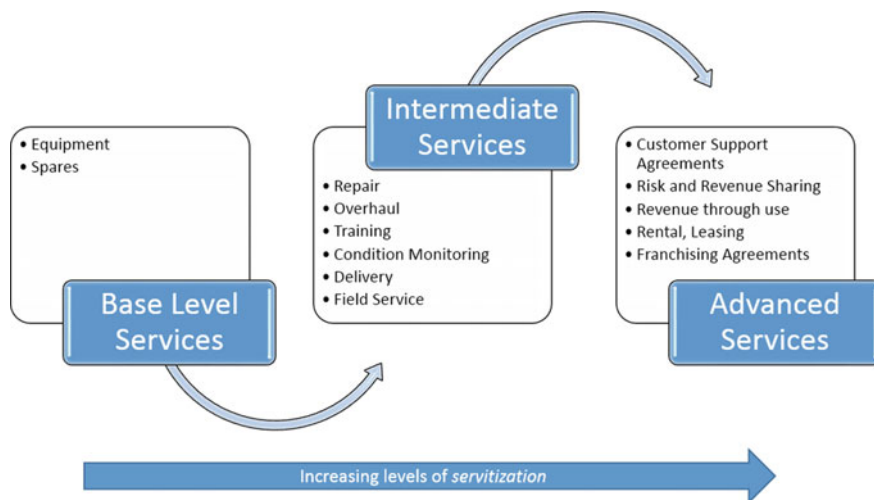 • Equipment
• Spares
Base Level
Services
Intermediate
Services
• Repair
• Overhaul
• Training
• Condition Monitoring
• Delivery
• Field Service
• Customer Support
Agreements
• Risk and Revenue Sharing
• Revenue through use
• Rental, Leasing
• Franchising Agreements
Advanced
Services
Increasing levels of servitization